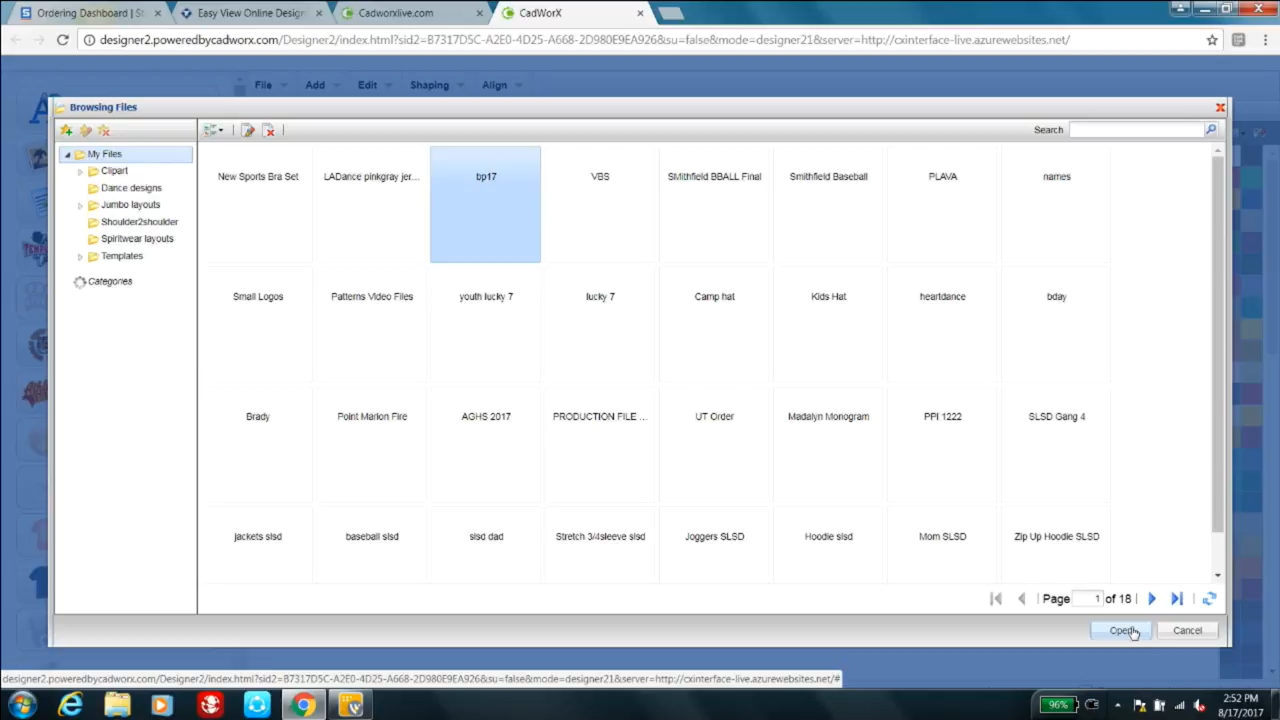 Ordering Dashboard | St
Easy View Online Design
Cadworxlive.com
CadWorX
designer2.poweredbycadworx.com/Designer2/index.html?sid2=B7317D5C-A2E0-4D25-A668-2D980E9EA926&su=false&mode=designer21&server=http://cxinterface-live.azurewebsites.net/
File Add Edit Shaping Align
Browsing Files
Search
My Files
Clipart
Dance designs
Jumbo layouts
Shoulder2shoulder
Spiritwear layouts
Templates
Categories
New Sports Bra Set LADance pinkgray jer... bp17 VBS SMithfield BBALL Final Smithfield Baseball PLAVA names
Small Logos Patterns Video Files youth lucky 7 lucky 7 Camp hat Kids Hat heartdance bday
Brady Point Marion Fire AGHS 2017 PRODUCTION FILE ... UT Order Madalyn Monogram PPI 1222 SLSD Gang 4
jackets slsd baseball slsd slsd dad Stretch 3/4sleeve slsd Joggers SLSD Hoodie slsd Mom SLSD Zip Up Hoodie SLSD
Page 1 of 18
Open Cancel
designer2.poweredbycadworx.com/Designer2/index.html?sid2=B7317D5C-A2E0-4D25-A668-2D980E9EA926&su=false&mode=designer21&server=http://cxinterface-live.azurewebsites.net/#
96%
2:52 PM
8/17/2017